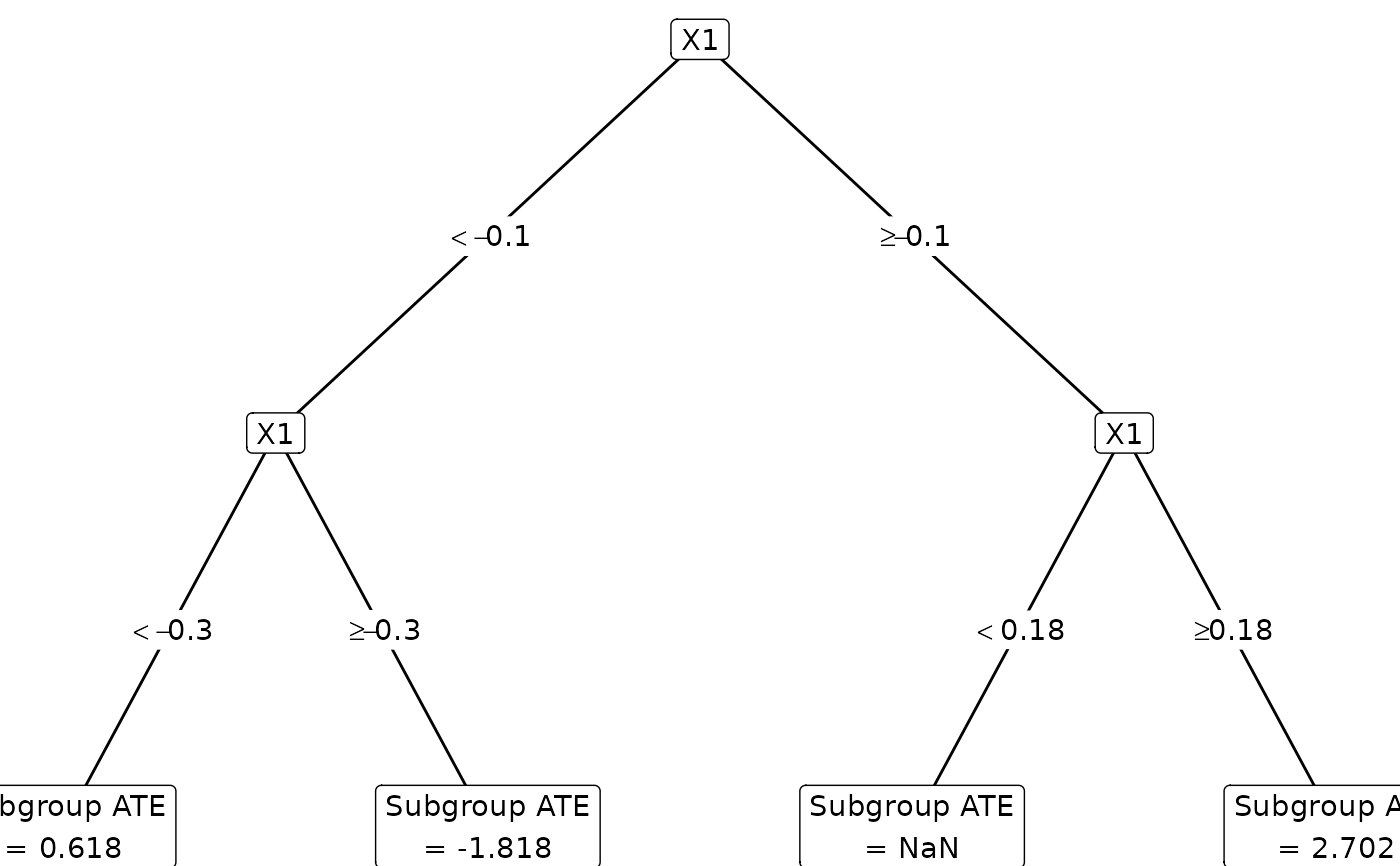 X1
< -0.1
≥-0.1
X1
X1
< -0.3
≥-0.3
< 0.18
≥0.18
bgroup ATE
= 0.618
Subgroup ATE
= -1.818
Subgroup ATE
= NaN
Subgroup A
= 2.702